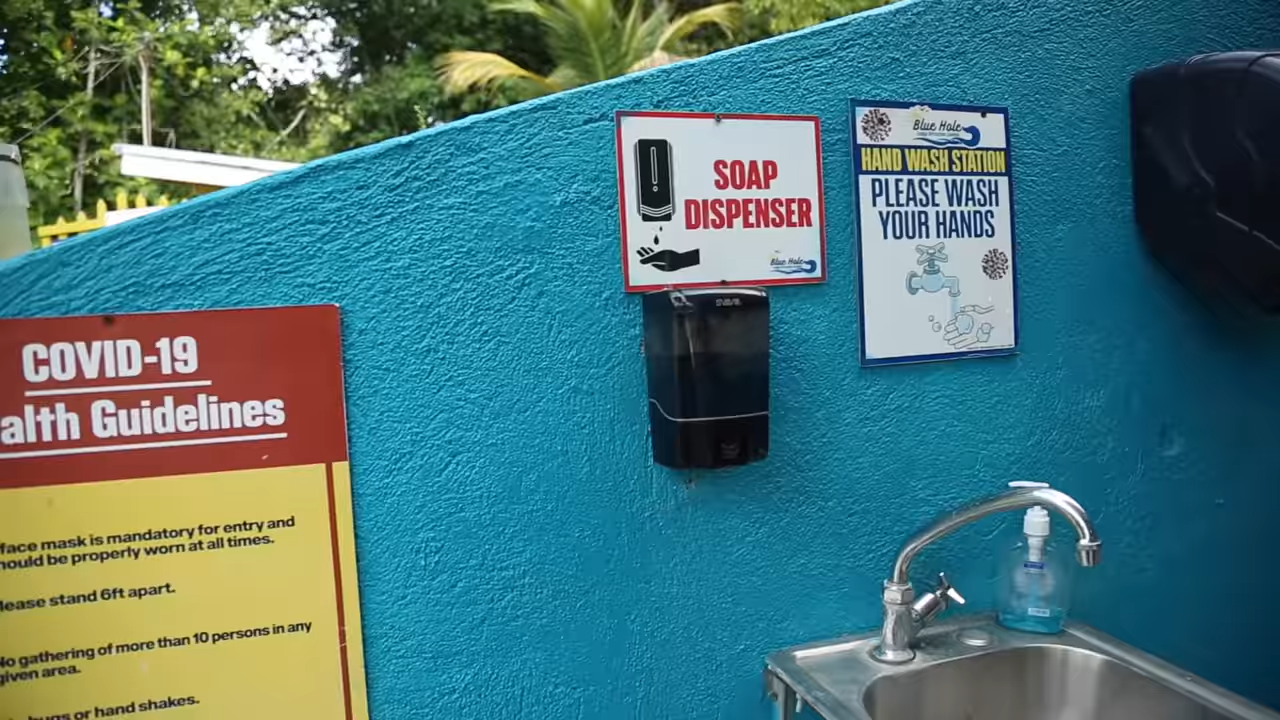 COVID-19
alth Guidelines
face mask is mandatory for entry and
hould be properly worn at all times.
lease stand 6ft apart.
No gathering of more than 10 persons in any
given area.
hugs or hand shakes.
SOAP
DISPENSER
Blue Hole
Blue Hole
HAND WASH STATION
PLEASE WASH
YOUR HANDS